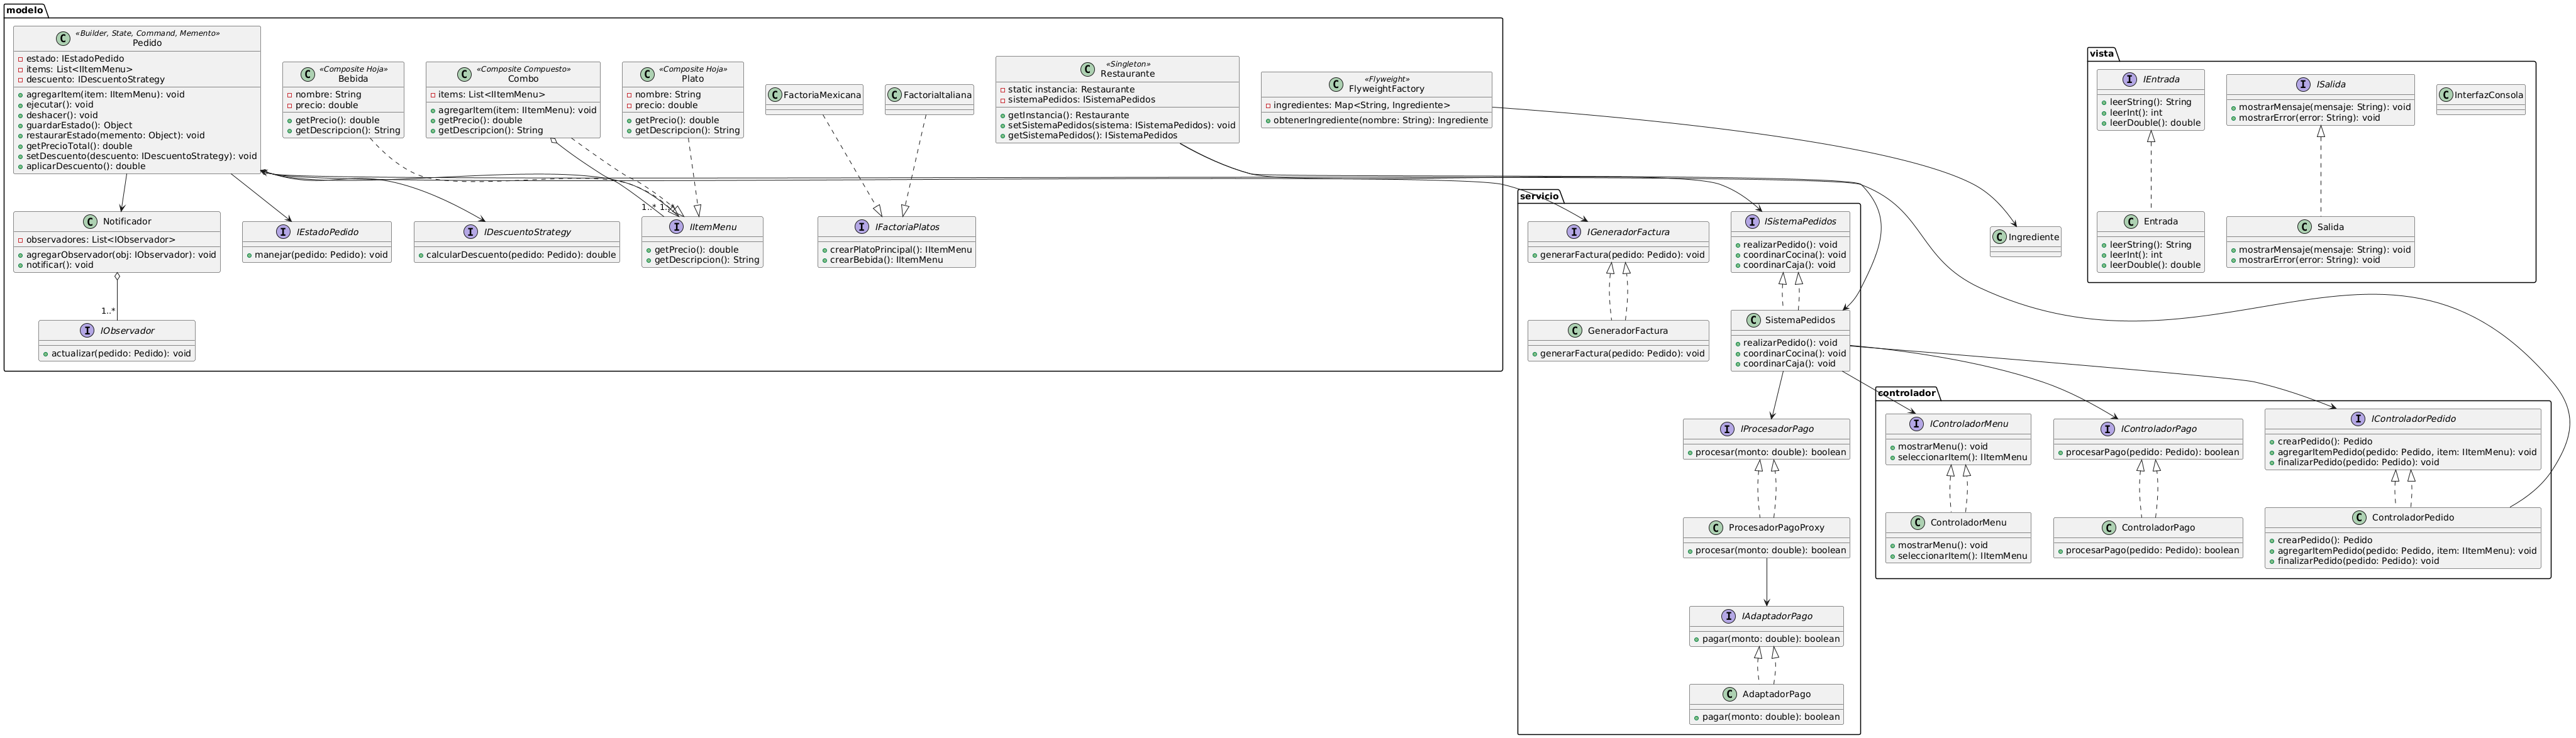 modelo
«Builder, State, Command, Memento»
C Pedido
estado: IEstadoPedido
items: List<IItemMenu>
descuento: IDescuentoStrategy
agregarItem(item: IItemMenu): void
ejecutar(): void
deshacer(): void
guardarEstado(): Object
restaurarEstado(memento: Object): void
getPrecioTotal(): double
setDescuento(descuento: IDescuentoStrategy): void
aplicarDescuento(): double
«Composite Hoja»
C Bebida
nombre: String
precio: double
getPrecio(): double
getDescripcion(): String
«Composite Compuesto»
C Combo
items: List<IItemMenu>
agregarItem(item: IItemMenu): void
getPrecio(): double
getDescripcion(): String
«Composite Hoja»
C Plato
nombre: String
precio: double
getPrecio(): double
getDescripcion(): String
C FactoriaMexicana
C FactoriaItaliana
«Singleton»
C Restaurante
static instancia: Restaurante
sistemaPedidos: ISistemaPedidos
getInstancia(): Restaurante
setSistemaPedidos(sistema: ISistemaPedidos): void
getSistemaPedidos(): ISistemaPedidos
«Flyweight»
C FlyweightFactory
ingredientes: Map<String, Ingrediente>
obtenerIngrediente(nombre: String): Ingrediente
C Notificador
observadores: List<IObservador>
agregarObservador(obj: IObservador): void
notificar(): void
I IEstadoPedido
manejar(pedido: Pedido): void
I IDescuentoStrategy
calcularDescuento(pedido: Pedido): double
1..* 1..*
I IItemMenu
getPrecio(): double
getDescripcion(): String
I IFactoriaPlatos
crearPlatoPrincipal(): IItemMenu
crearBebida(): IItemMenu
1..*
I IObservador
actualizar(pedido: Pedido): void
servicio
I IGeneradorFactura
generarFactura(pedido: Pedido): void
I ISistemaPedidos
realizarPedido(): void
coordinarCocina(): void
coordinarCaja(): void
C GeneradorFactura
generarFactura(pedido: Pedido): void
C SistemaPedidos
realizarPedido(): void
coordinarCocina(): void
coordinarCaja(): void
I IProcesadorPago
procesar(monto: double): boolean
C ProcesadorPagoProxy
procesar(monto: double): boolean
I IAdaptadorPago
pagar(monto: double): boolean
C AdaptadorPago
pagar(monto: double): boolean
C Ingrediente
vista
I IEntrada
leerString(): String
leerInt(): int
leerDouble(): double
I ISalida
mostrarMensaje(mensaje: String): void
mostrarError(error: String): void
C InterfazConsola
C Entrada
leerString(): String
leerInt(): int
leerDouble(): double
C Salida
mostrarMensaje(mensaje: String): void
mostrarError(error: String): void
controlador
I IControladorMenu
mostrarMenu(): void
seleccionarItem(): IItemMenu
I IControladorPago
procesarPago(pedido: Pedido): boolean
I IControladorPedido
crearPedido(): Pedido
agregarItemPedido(pedido: Pedido, item: IItemMenu): void
finalizarPedido(pedido: Pedido): void
C ControladorMenu
mostrarMenu(): void
seleccionarItem(): IItemMenu
C ControladorPago
procesarPago(pedido: Pedido): boolean
C ControladorPedido
crearPedido(): Pedido
agregarItemPedido(pedido: Pedido, item: IItemMenu): void
finalizarPedido(pedido: Pedido): void